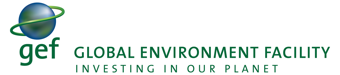 gef
GLOBAL ENVIRONMENT FACILITY
INVESTING IN OUR PLANET